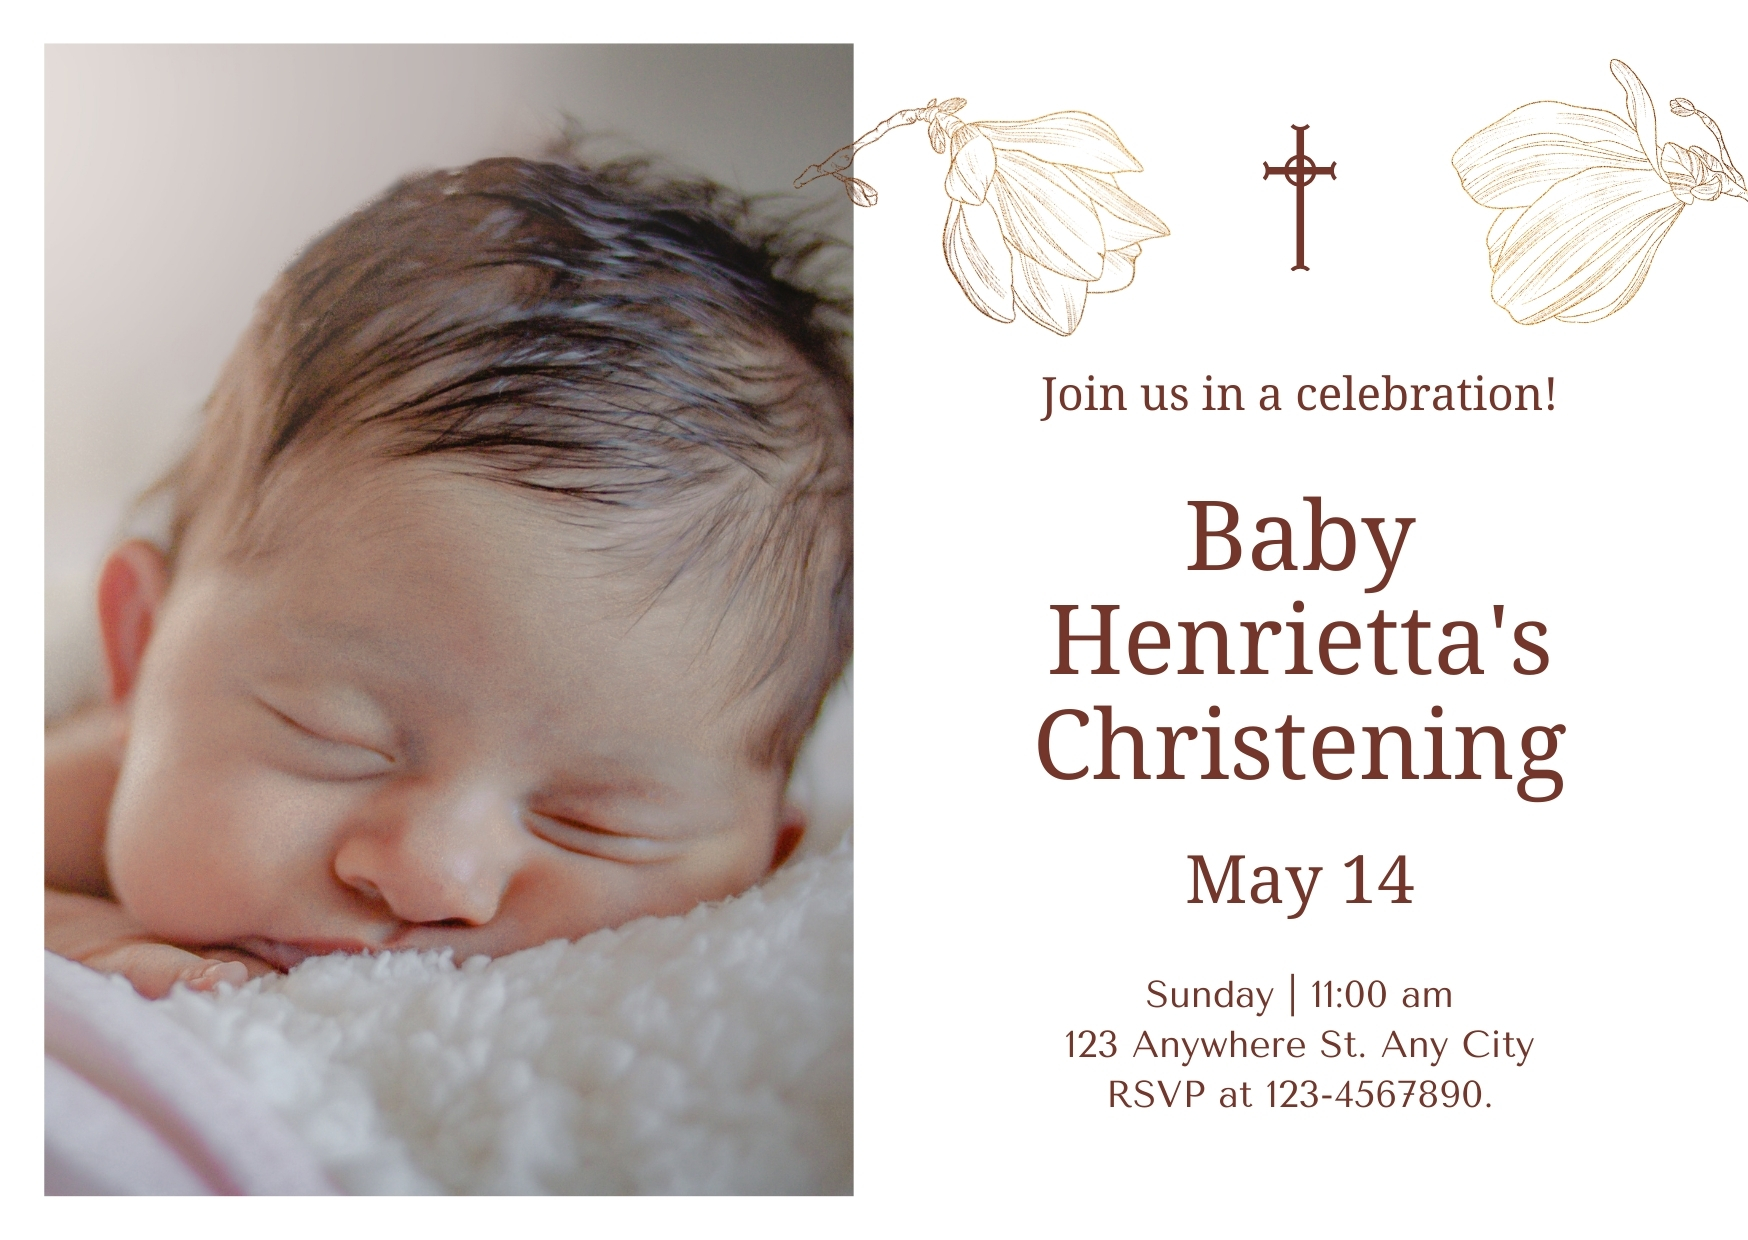 Join us in a celebration!
Baby
Henrietta's
Christening
May 14
Sunday | 11:00 am
123 Anywhere St. Any City
RSVP at 123-4567890.